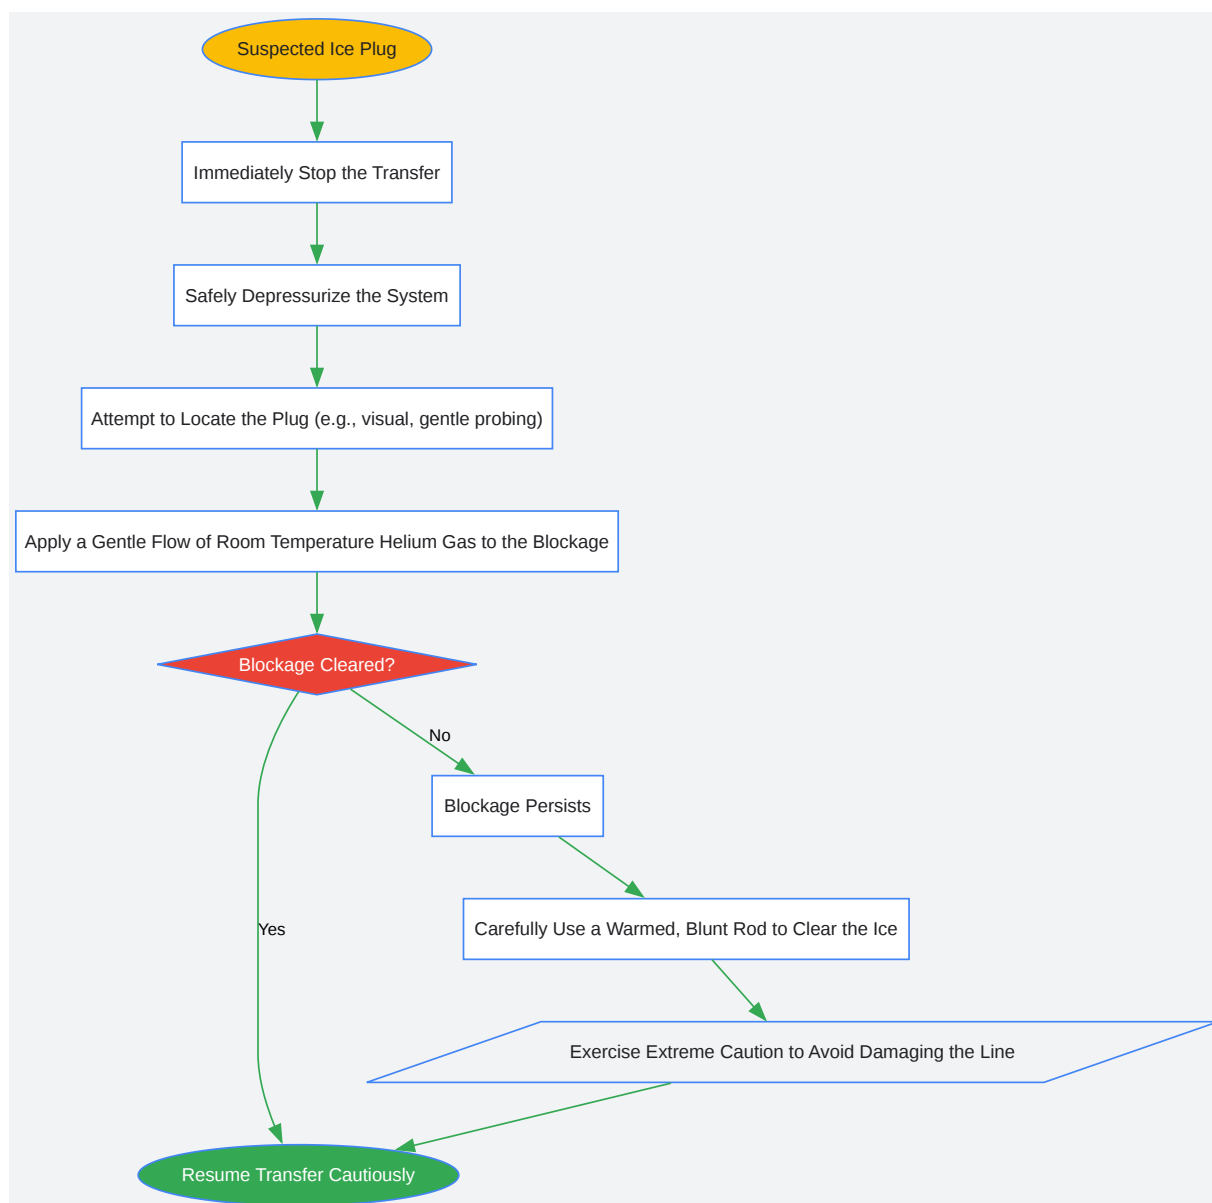 Suspected Ice Plug
Immediately Stop the Transfer
Safely Depressurize the System
Attempt to Locate the Plug (e.g., visual, gentle probing)
Apply a Gentle Flow of Room Temperature Helium Gas to the Blockage
Blockage Cleared?
No
Blockage Persists
Yes
Carefully Use a Warmed, Blunt Rod to Clear the Ice
Exercise Extreme Caution to Avoid Damaging the Line
Resume Transfer Cautiously